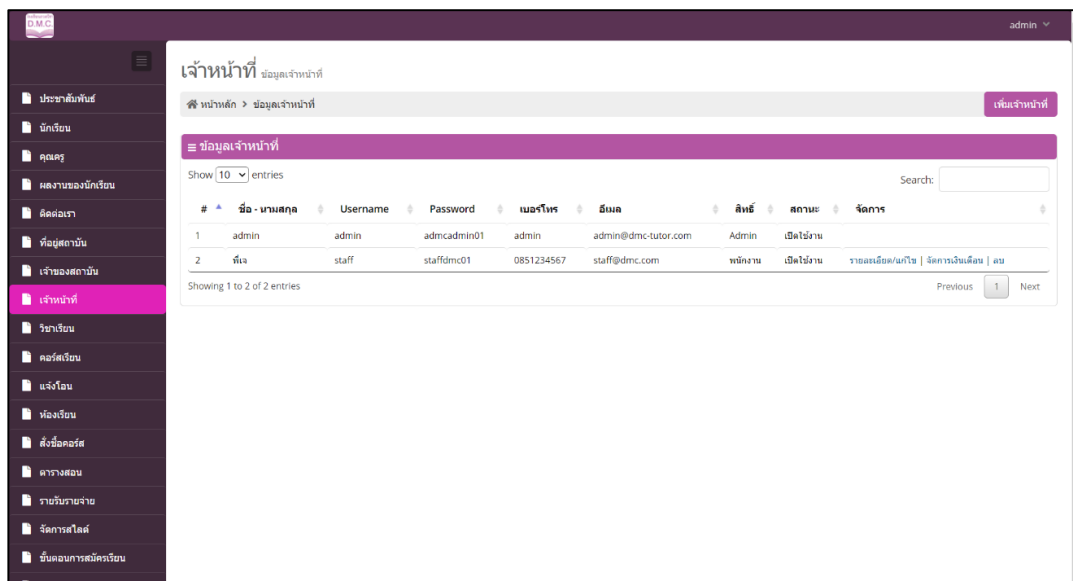 D.M.C.
admin
เจ้าหน้าที่ ข้อมูลเจ้าหน้าที่
หน้าหลัก > ข้อมูลเจ้าหน้าที่
เพิ่มเจ้าหน้าที่
ประชาสัมพันธ์
นักเรียน
คุณครู
ผลงานของนักเรียน
ติดต่อเรา
ที่อยู่สถาบัน
เจ้าของสถาบัน
เจ้าหน้าที่
วิชาเรียน
คอร์สเรียน
แจ้งโอน
ห้องเรียน
สั่งซื้อคอร์ส
ตารางสอน
รายรับรายจ่าย
จัดการสไลด์
ขั้นตอนการสมัครเรียน
ข้อมูลเจ้าหน้าที่
Show 10 entries
Search:
# ชื่อ - นามสกุล Username Password เบอร์โทร อีเมล สิทธิ์ สถานะ จัดการ
1 admin admin admcadmin01 admin admin@dmc-tutor.com Admin เปิดใช้งาน
2 พี่เจ staff staffdmc01 0851234567 staff@dmc.com พนักงาน เปิดใช้งาน รายละเอียด/แก้ไข | จัดการเงินเดือน | ลบ
Showing 1 to 2 of 2 entries
Previous 1 Next